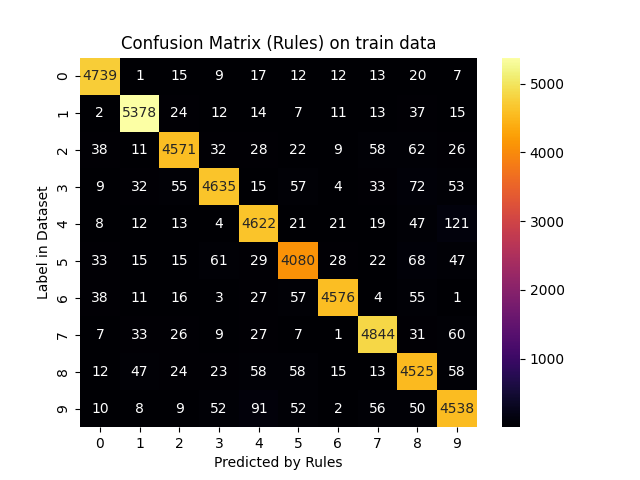 Confusion Matrix (Rules) on train data
0 4739 1 15 9 17 12 12 13 20 7
1 2 5378 24 12 14 7 11 13 37 15
2 38 11 4571 32 28 22 9 58 62 26
3 9 32 55 4635 15 57 4 33 72 53
4 8 12 13 4 4622 21 21 19 47 121
5 33 15 15 61 29 4080 28 22 68 47
6 38 11 16 3 27 57 4576 4 55 1
7 7 33 26 9 27 7 1 4844 31 60
8 12 47 24 23 58 58 15 13 4525 58
9 10 8 9 52 91 52 2 56 50 4538
0 1 2 3 4 5 6 7 8 9
Predicted by Rules
Label in Dataset
5000
4000
3000
2000
1000